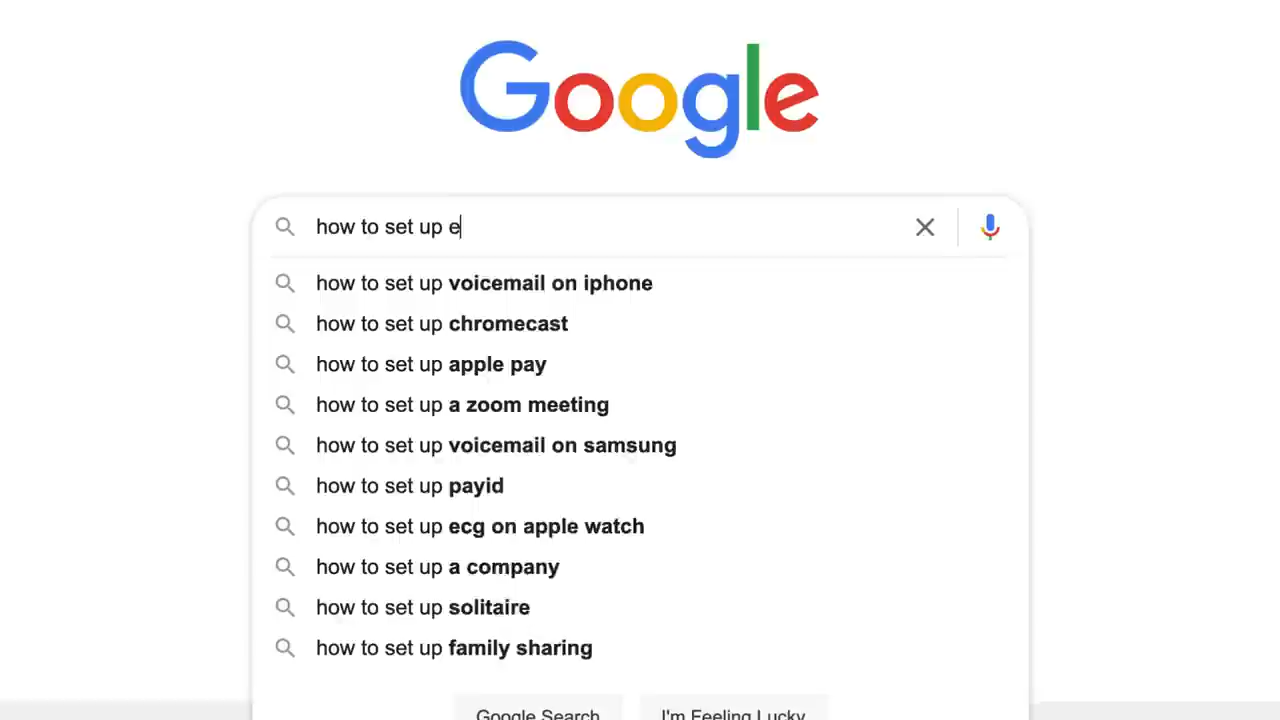 Google
how to set up e
how to set up voicemail on iphone
how to set up chromecast
how to set up apple pay
how to set up a zoom meeting
how to set up voicemail on samsung
how to set up payid
how to set up ecg on apple watch
how to set up a company
how to set up solitaire
how to set up family sharing
Google Search I'm Feeling Lucky